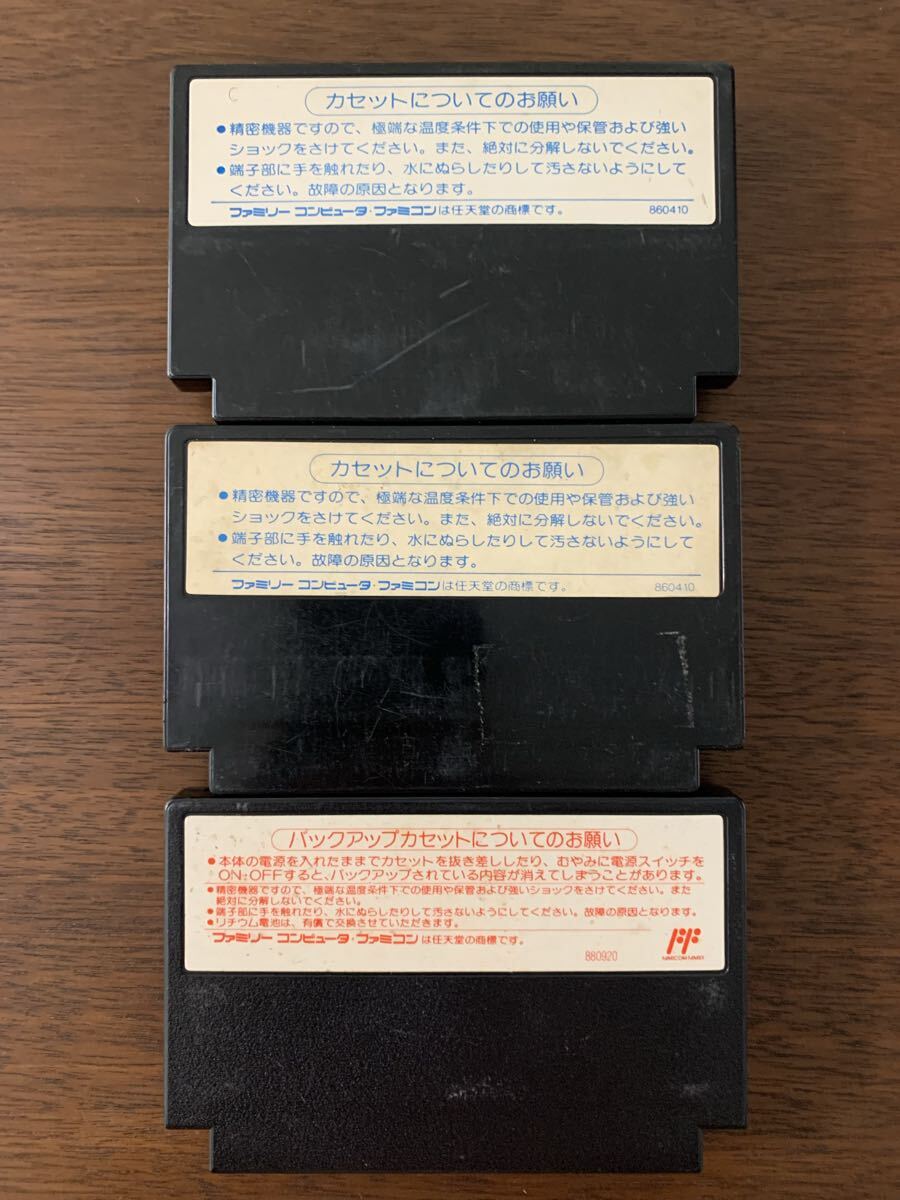 カセットについてのお願い
●精密機器ですので、極端な温度条件下での使用や保管および強い
ショックをさけてください。また、絶対に分解しないでください。
●端子部に手を触れたり、水にぬらしたりして汚さないようにして
ください。故障の原因となります。
ファミリーコンピュータ・ファミコンは任天堂の商標です。 860410
カセットについてのお願い
●精密機器ですので、極端な温度条件下での使用や保管および強い
ショックをさけてください。また、絶対に分解しないでください。
●端子部に手を触れたり、水にぬらしたりして汚さないようにして
ください。故障の原因となります。
ファミリーコンピュータ・ファミコンは任天堂の商標です。 860410
バックアップカセットについてのお願い
●本体の電源を入れたままでカセットを抜き差ししたり、むやみに電源スイッチを
ON・OFFすると、バックアップされている内容が消えてしまうことがあります。
●精密機器ですので、極端な温度条件下での使用や保管および強いショックをさけてください。また
絶対に分解しないでください。
●端子部に手を触れたり、水にぬらしたりして汚さないようにしてください。故障の原因となります。
●リチウム電池は、有償で交換させていただきます。
ファミリーコンピュータ・ファミコンは任天堂の商標です。
880920